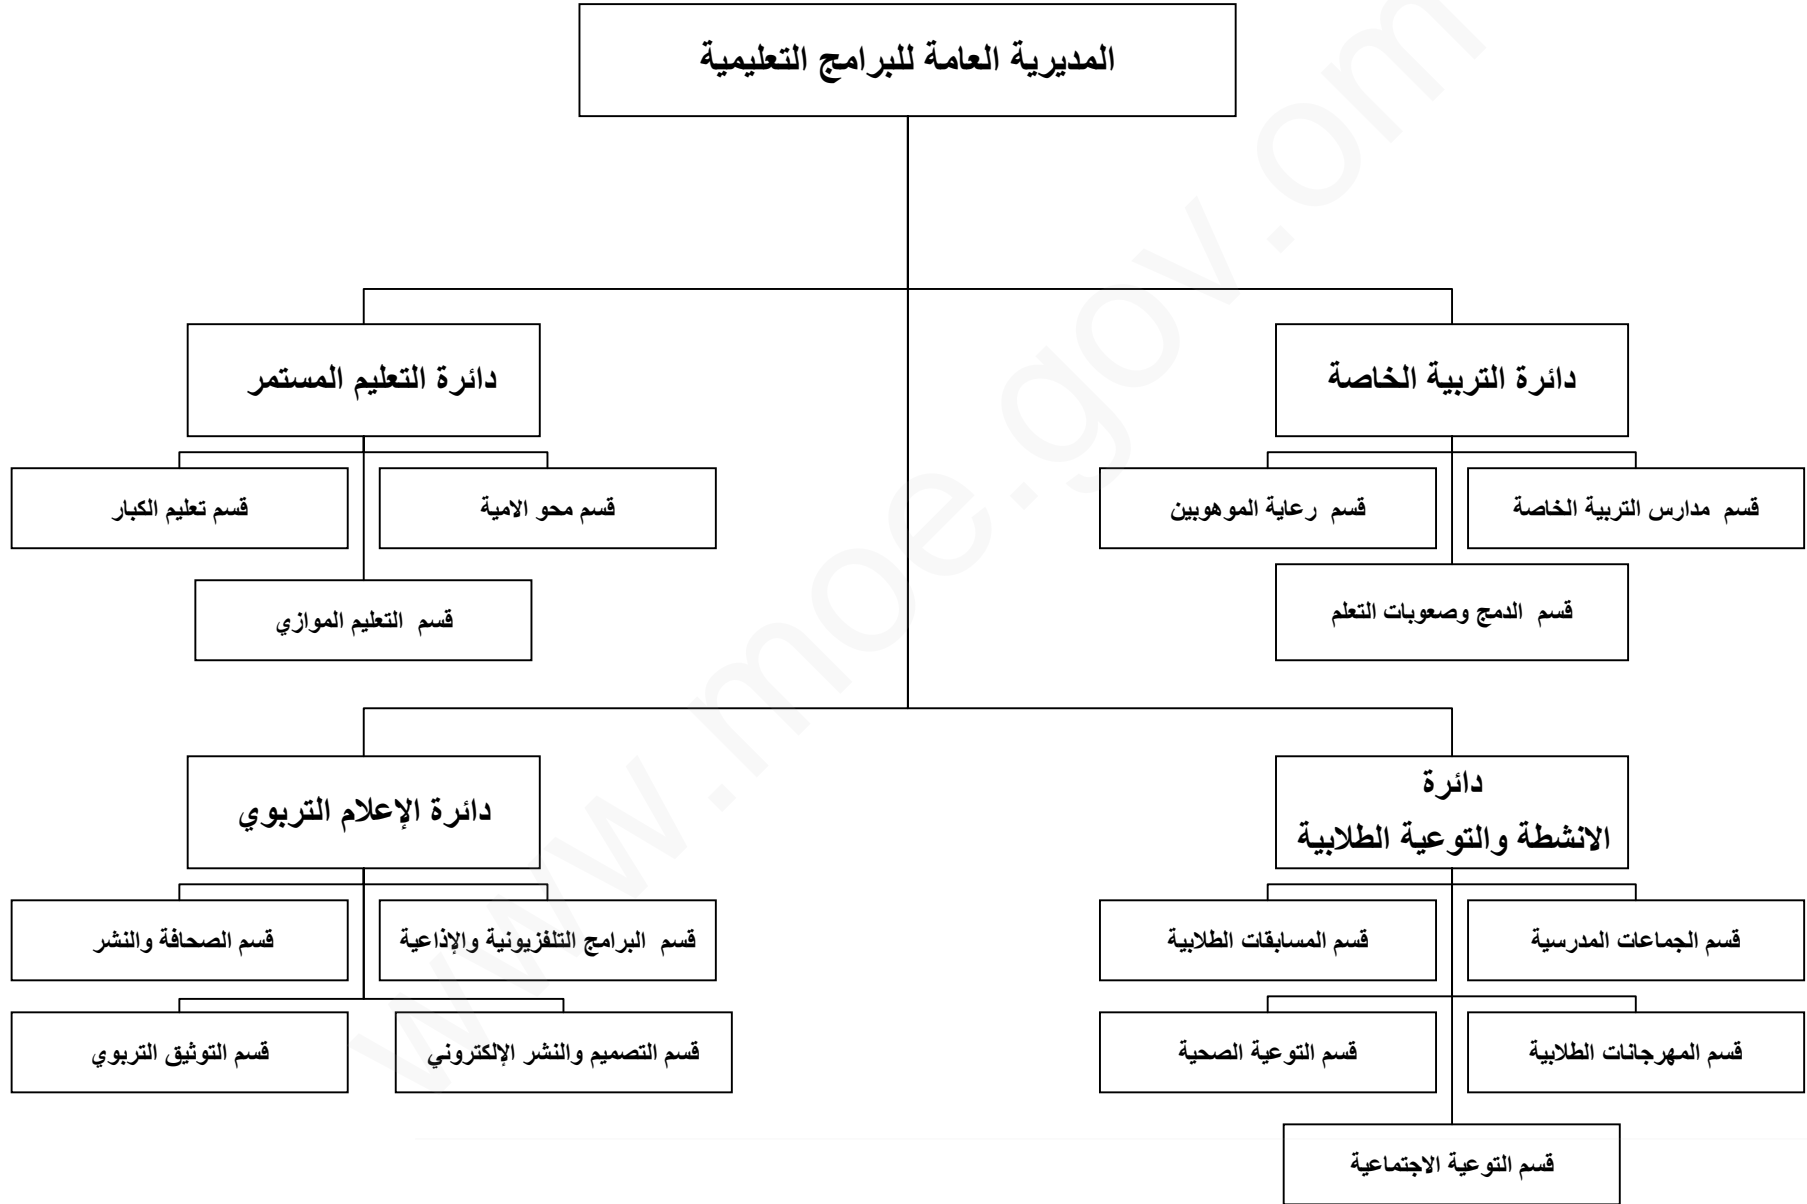 المديرية العامة للبرامج التعليمية
دائرة التربية الخاصة
دائرة التعليم المستمر
قسم مدارس التربية الخاصة
قسم رعاية الموهوبين
قسم محو الامية
قسم تعليم الكبار
قسم الدمج وصعوبات التعلم
قسم التعليم الموازي
دائرة
الانشطة والتوعية الطلابية
دائرة الإعلام التربوي
قسم الجماعات المدرسية
قسم المسابقات الطلابية
قسم البرامج التلفزيونية والإذاعية
قسم الصحافة والنشر
قسم المهرجانات الطلابية
قسم التوعية الصحية
قسم التصميم والنشر الإلكتروني
قسم التوثيق التربوي
قسم التوعية الاجتماعية
www.moe.gov.om